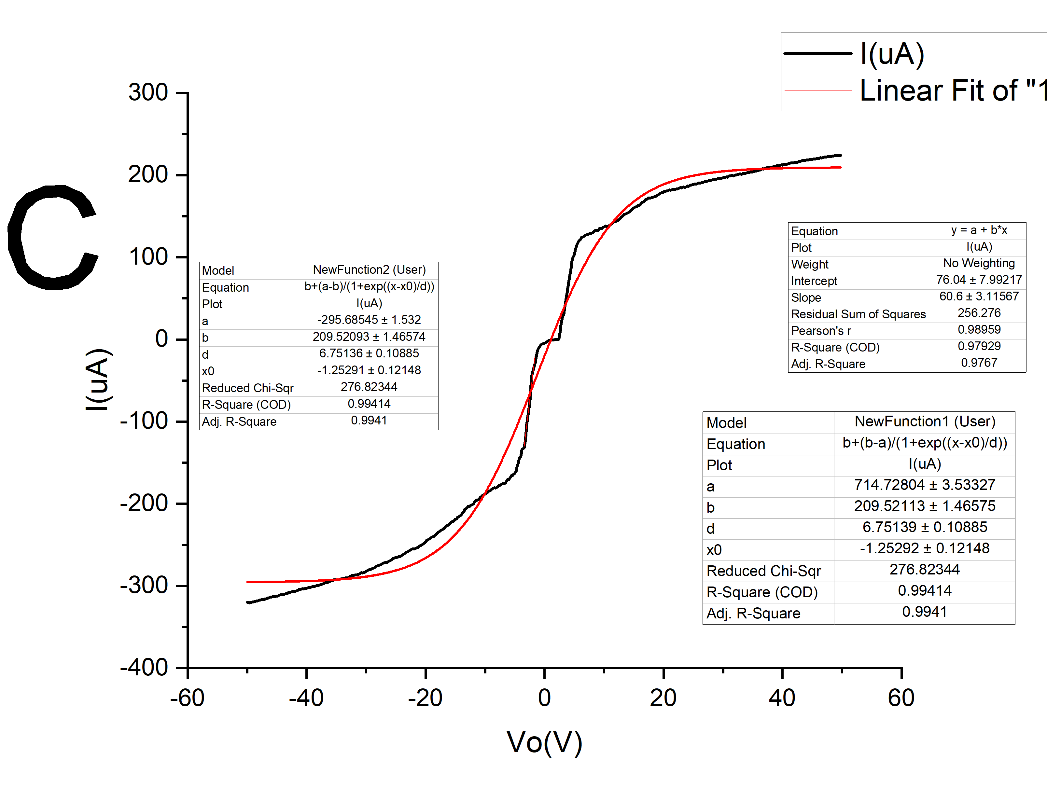 I(uA)
Linear Fit of "1
C
300
200
100
0
-100
-200
-300
-400
I(uA)
-60
-40
-20
0
20
40
60
Vo(V)
Model NewFunction2 (User)
Equation b+(a-b)/(1+exp((x-x0)/d))
Plot I(uA)
a -295.68545 ± 1.532
b 209.52093 ± 1.46574
d 6.75136 ± 0.10885
x0 -1.25291 ± 0.12148
Reduced Chi-Sqr 276.82344
R-Square (COD) 0.99414
Adj. R-Square 0.9941
Equation y = a + b*x
Plot I(uA)
Weight No Weighting
Intercept 76.04 ± 7.99217
Slope 60.6 ± 3.11567
Residual Sum of Squares 256.276
Pearson's r 0.98959
R-Square (COD) 0.97929
Adj. R-Square 0.9767
Model NewFunction1 (User)
Equation b+(b-a)/(1+exp((x-x0)/d))
Plot I(uA)
a 714.72804 ± 3.53327
b 209.52113 ± 1.46575
d 6.75139 ± 0.10885
x0 -1.25292 ± 0.12148
Reduced Chi-Sqr 276.82344
R-Square (COD) 0.99414
Adj. R-Square 0.9941